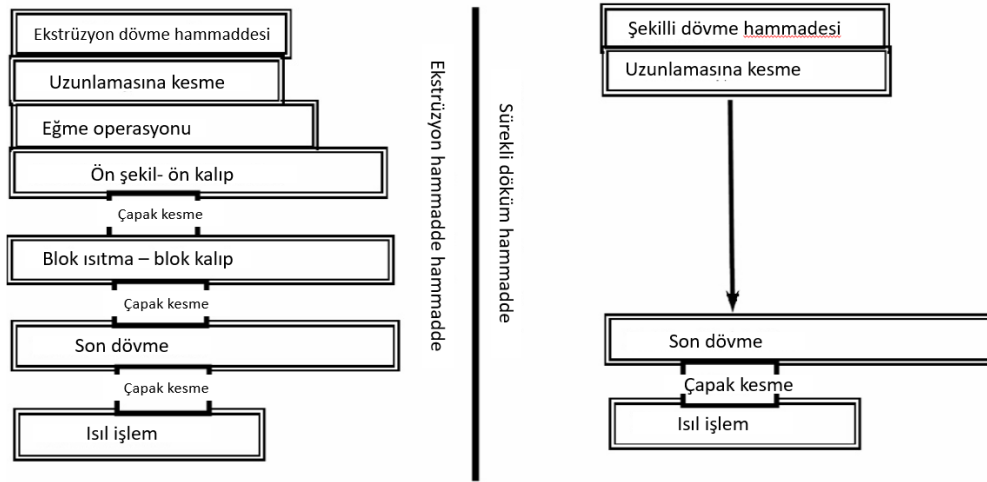 Ekstrüzyon dövme hammaddesi
Uzunlamasına kesme
Eğme operasyonu
Ön şekil- ön kalıp
Çapak kesme
Blok ısıtma – blok kalıp
Çapak kesme
Son dövme
Çapak kesme
Isıl işlem
Ekstrüzyon hammadde hammadde
Sürekli döküm hammadde
Şekilli dövme hammadesi
Uzunlamasına kesme
Son dövme
Çapak kesme
Isıl işlem